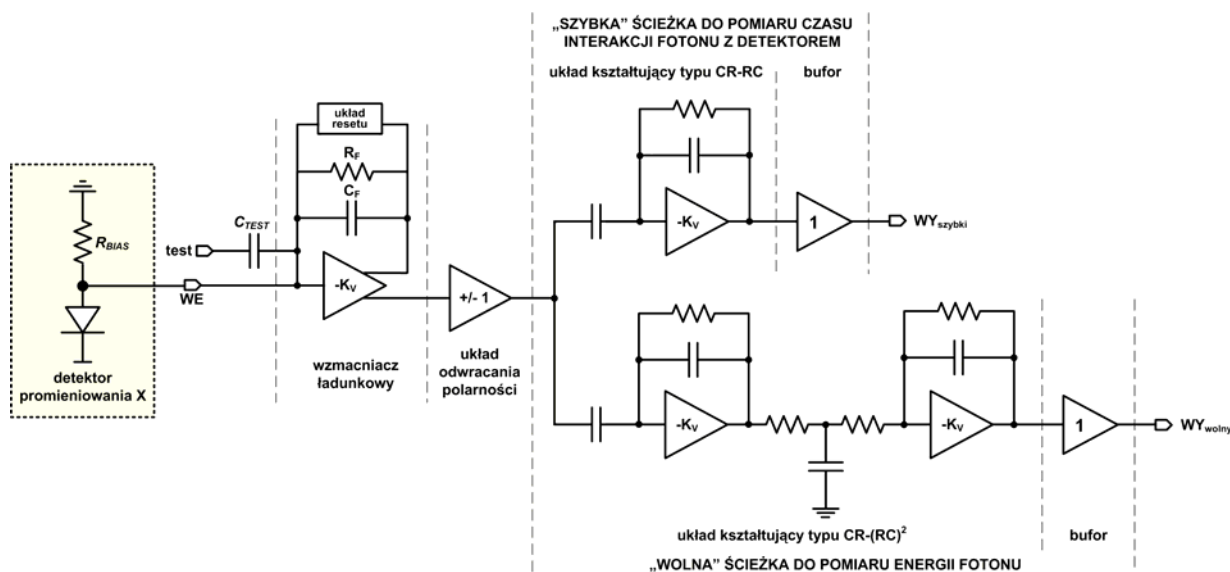 „SZYBKA” ŚCIEŻKA DO POMIARU CZASU
INTERAKCJI FOTONU Z DETEKTOREM
układ kształtujący typu CR-RC
bufor
układ
resetu
R_F
C_F
C_TEST
test
R_BIAS
WE
-K_V
+/- 1
-K_V
1
WY_szybki
detektor
promieniowania X
wzmacniacz
ładunkowy
układ
odwracania
polarności
-K_V
-K_V
1
WY_wolny
układ kształtujący typu CR-(RC)²
bufor
„WOLNA” ŚCIEŻKA DO POMIARU ENERGII FOTONU